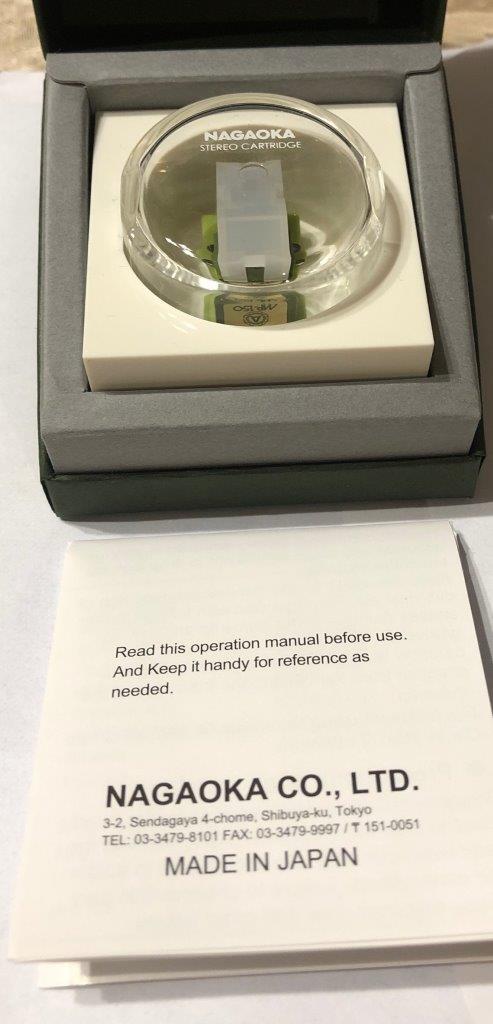 NAGAOKA
STEREO CARTRIDGE
MP-150
Read this operation manual before use.
And Keep it handy for reference as
needed.
NAGAOKA CO., LTD.
3-2, Sendagaya 4-chome, Shibuya-ku, Tokyo
TEL: 03-3479-8101 FAX: 03-3479-9997 / 〒 151-0051
MADE IN JAPAN